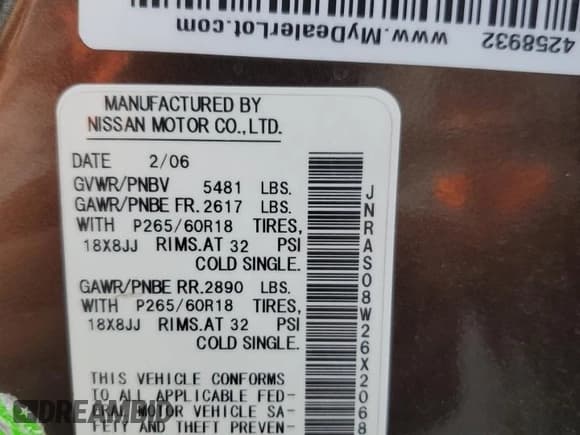 4258932
www.MyDealerLot.com
MANUFACTURED BY
NISSAN MOTOR CO., LTD.
DATE 2/06
GVWR/PNBV 5481 LBS.
GAWR/PNBE FR. 2617 LBS.
WITH P265/60R18 TIRES,
18X8JJ RIMS. AT 32 PSI
COLD SINGLE.
GAWR/PNBE RR. 2890 LBS.
WITH P265/60R18 TIRES,
18X8JJ RIMS. AT 32 PSI
COLD SINGLE.
THIS VEHICLE CONFORMS
TO ALL APPLICABLE FED-
ERAL MOTOR VEHICLE SA-
FETY AND THEFT PREVEN-
JNRAS08W26X2068
DREAMBID